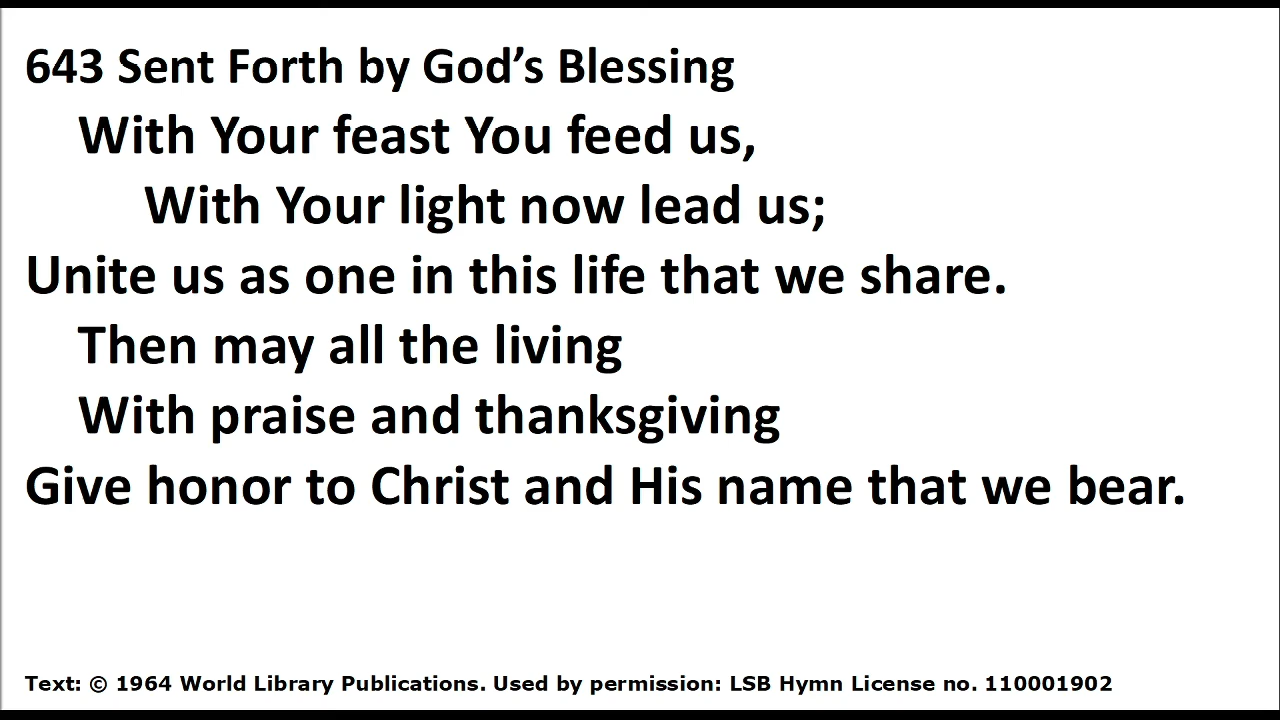 643 Sent Forth by God’s Blessing
With Your feast You feed us,
With Your light now lead us;
Unite us as one in this life that we share.
Then may all the living
With praise and thanksgiving
Give honor to Christ and His name that we bear.
Text: © 1964 World Library Publications. Used by permission: LSB Hymn License no. 110001902